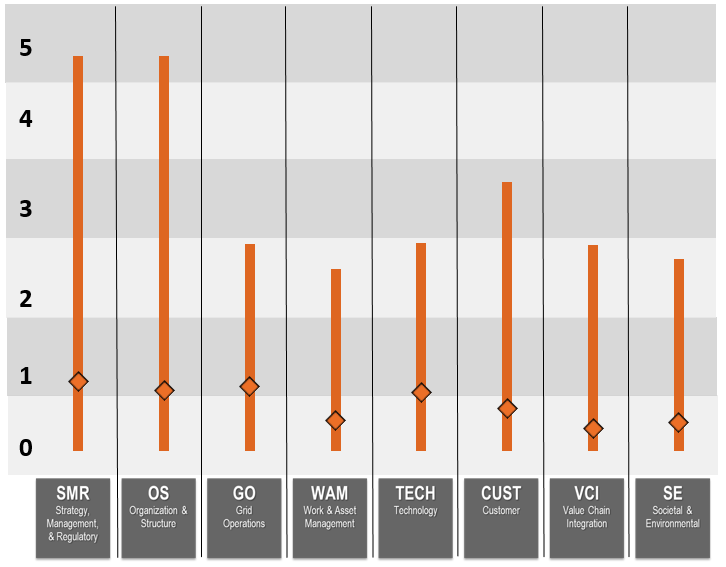 5
4
3
2
1
0
SMR
Strategy,
Management,
& Regulatory
OS
Organization &
Structure
GO
Grid
Operations
WAM
Work & Asset
Management
TECH
Technology
CUST
Customer
VCI
Value Chain
Integration
SE
Societal &
Environmental